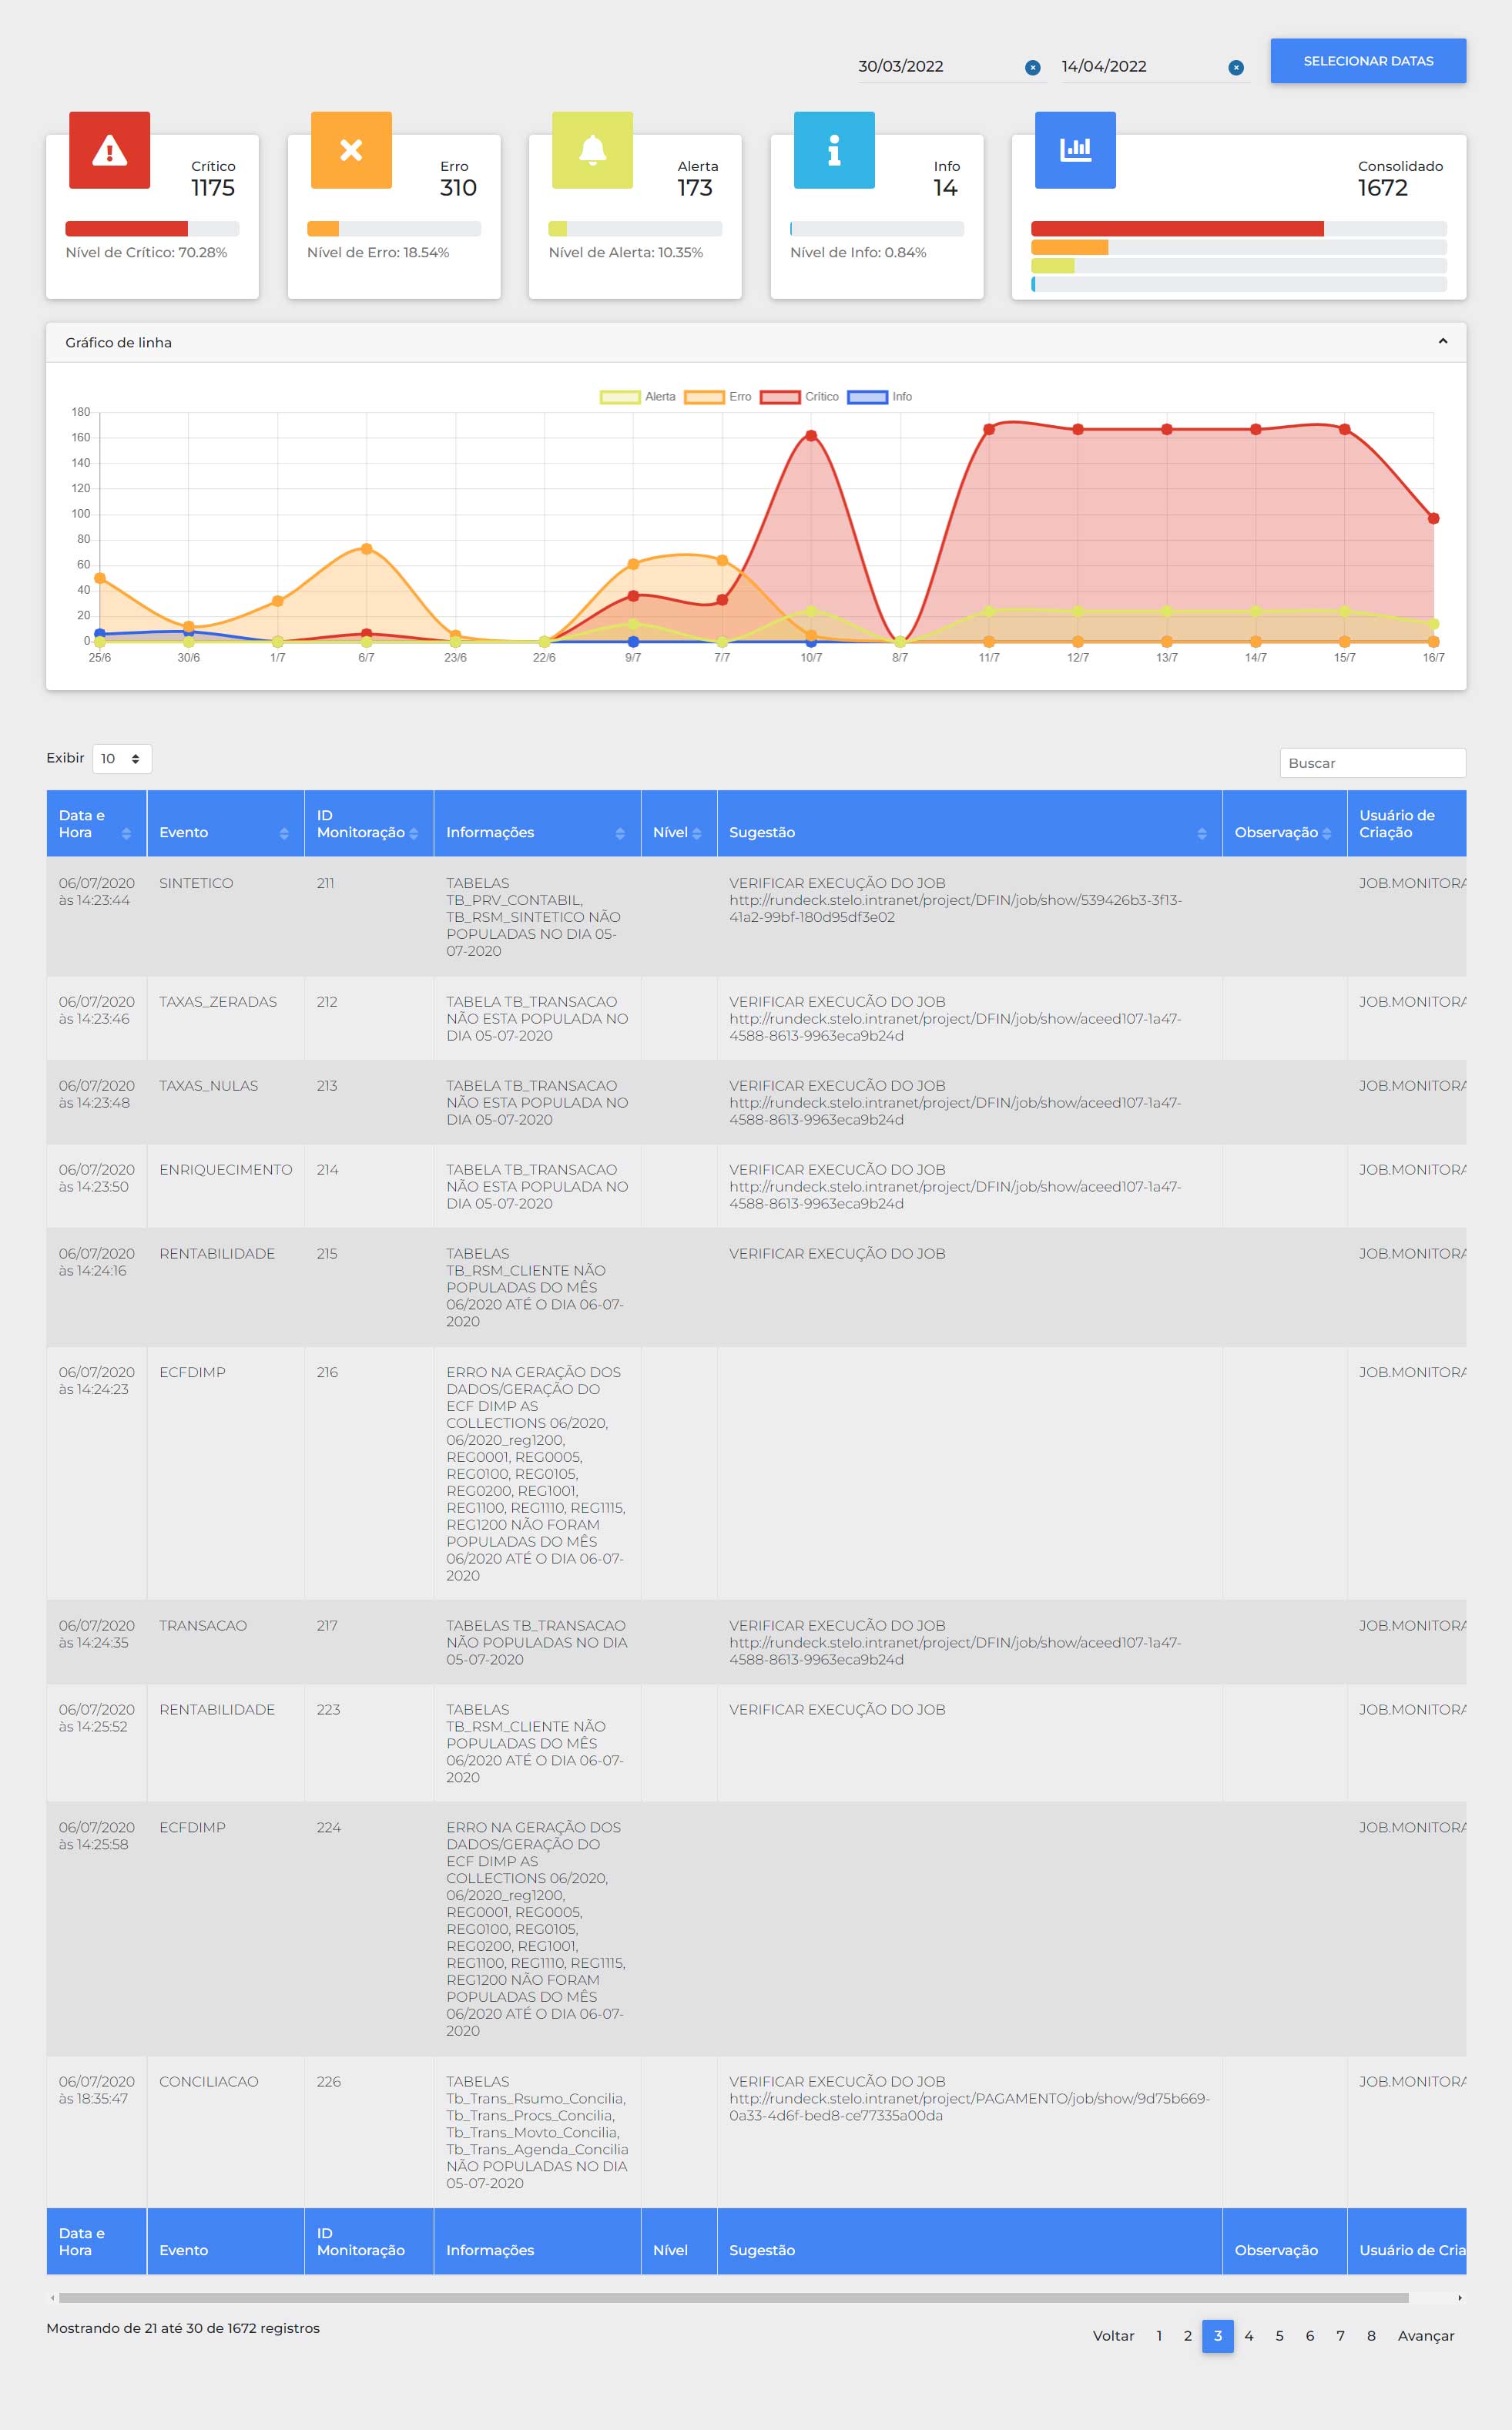 30/03/2022
14/04/2022
SELECIONAR DATAS
Crítico
1175
Nível de Crítico: 70.28%
Erro
310
Nível de Erro: 18.54%
Alerta
173
Nível de Alerta: 10.35%
Info
14
Nível de Info: 0.84%
Consolidado
1672
Gráfico de linha
Alerta
Erro
Crítico
Info
180
160
140
120
100
80
60
40
20
0
25/6
30/6
1/7
6/7
23/6
22/6
9/7
7/7
10/7
8/7
11/7
12/7
13/7
14/7
15/7
16/7
Exibir
10
Buscar
Data e
Hora
Evento
ID
Monitoração
Informações
Nível
Sugestão
Observação
Usuário de
Criação
06/07/2020
às 14:23:44
SINTETICO
211
TABELAS
TB_PRV_CONTABIL,
TB_RSM_SINTETICO NÃO
POPULADAS NO DIA 05-
07-2020
VERIFICAR EXECUÇÃO DO JOB
http://rundeck.stelo.intranet/project/DFIN/job/show/539426b3-3f13-
41a2-99bf-180d95df3e02
JOB.MONITORA
06/07/2020
às 14:23:46
TAXAS_ZERADAS
212
TABELA TB_TRANSACAO
NÃO ESTA POPULADA NO
DIA 05-07-2020
VERIFICAR EXECUCÃO DO JOB
http://rundeck.stelo.intranet/project/DFIN/job/show/aceed107-1a47-
4588-8613-9963eca9b24d
JOB.MONITORA
06/07/2020
às 14:23:48
TAXAS_NULAS
213
TABELA TB_TRANSACAO
NÃO ESTA POPULADA NO
DIA 05-07-2020
VERIFICAR EXECUCÃO DO JOB
http://rundeck.stelo.intranet/project/DFIN/job/show/aceed107-1a47-
4588-8613-9963eca9b24d
JOB.MONITORA
06/07/2020
às 14:23:50
ENRIQUECIMENTO
214
TABELA TB_TRANSACAO
NÃO ESTA POPULADA NO
DIA 05-07-2020
VERIFICAR EXECUCÃO DO JOB
http://rundeck.stelo.intranet/project/DFIN/job/show/aceed107-1a47-
4588-8613-9963eca9b24d
JOB.MONITORA
06/07/2020
às 14:24:16
RENTABILIDADE
215
TABELAS
TB_RSM_CLIENTE NÃO
POPULADAS DO MÊS
06/2020 ATÉ O DIA 06-07-
2020
VERIFICAR EXECUÇÃO DO JOB
JOB.MONITORA
06/07/2020
às 14:24:23
ECFDIMP
216
ERRO NA GERAÇÃO DOS
DADOS/GERAÇÃO DO
ECF DIMP AS
COLLECTIONS 06/2020,
06/2020_reg1200,
REG0001, REG0005,
REG0100, REG0105,
REG0200, REG1001,
REG1100, REG1110, REG1115,
REG1200 NÃO FORAM
POPULADAS DO MÊS
06/2020 ATÉ O DIA 06-07-
2020
JOB.MONITORA
06/07/2020
às 14:24:35
TRANSACAO
217
TABELAS TB_TRANSACAO
NÃO POPULADAS NO DIA
05-07-2020
VERIFICAR EXECUCÃO DO JOB
http://rundeck.stelo.intranet/project/DFIN/job/show/aceed107-1a47-
4588-8613-9963eca9b24d
JOB.MONITORA
06/07/2020
às 14:25:52
RENTABILIDADE
223
TABELAS
TB_RSM_CLIENTE NÃO
POPULADAS DO MÊS
06/2020 ATÉ O DIA 06-07-
2020
VERIFICAR EXECUÇÃO DO JOB
JOB.MONITORA
06/07/2020
às 14:25:58
ECFDIMP
224
ERRO NA GERAÇÃO DOS
DADOS/GERAÇÃO DO
ECF DIMP AS
COLLECTIONS 06/2020,
06/2020_reg1200,
REG0001, REG0005,
REG0100, REG0105,
REG0200, REG1001,
REG1100, REG1110, REG1115,
REG1200 NÃO FORAM
POPULADAS DO MÊS
06/2020 ATÉ O DIA 06-07-
2020
JOB.MONITORA
06/07/2020
às 18:35:47
CONCILIACAO
226
TABELAS
Tb_Trans_Rsumo_Concilia,
Tb_Trans_Procs_Concilia,
Tb_Trans_Movto_Concilia,
Tb_Trans_Agenda_Concilia
NÃO POPULADAS NO DIA
05-07-2020
VERIFICAR EXECUCÃO DO JOB
http://rundeck.stelo.intranet/project/PAGAMENTO/job/show/9d75b669-
0a33-4d6f-bed8-ce77335a00da
JOB.MONITORA
Data e
Hora
Evento
ID
Monitoração
Informações
Nível
Sugestão
Observação
Usuário de Cria
Mostrando de 21 até 30 de 1672 registros
Voltar 1 2 3 4 5 6 7 8 Avançar